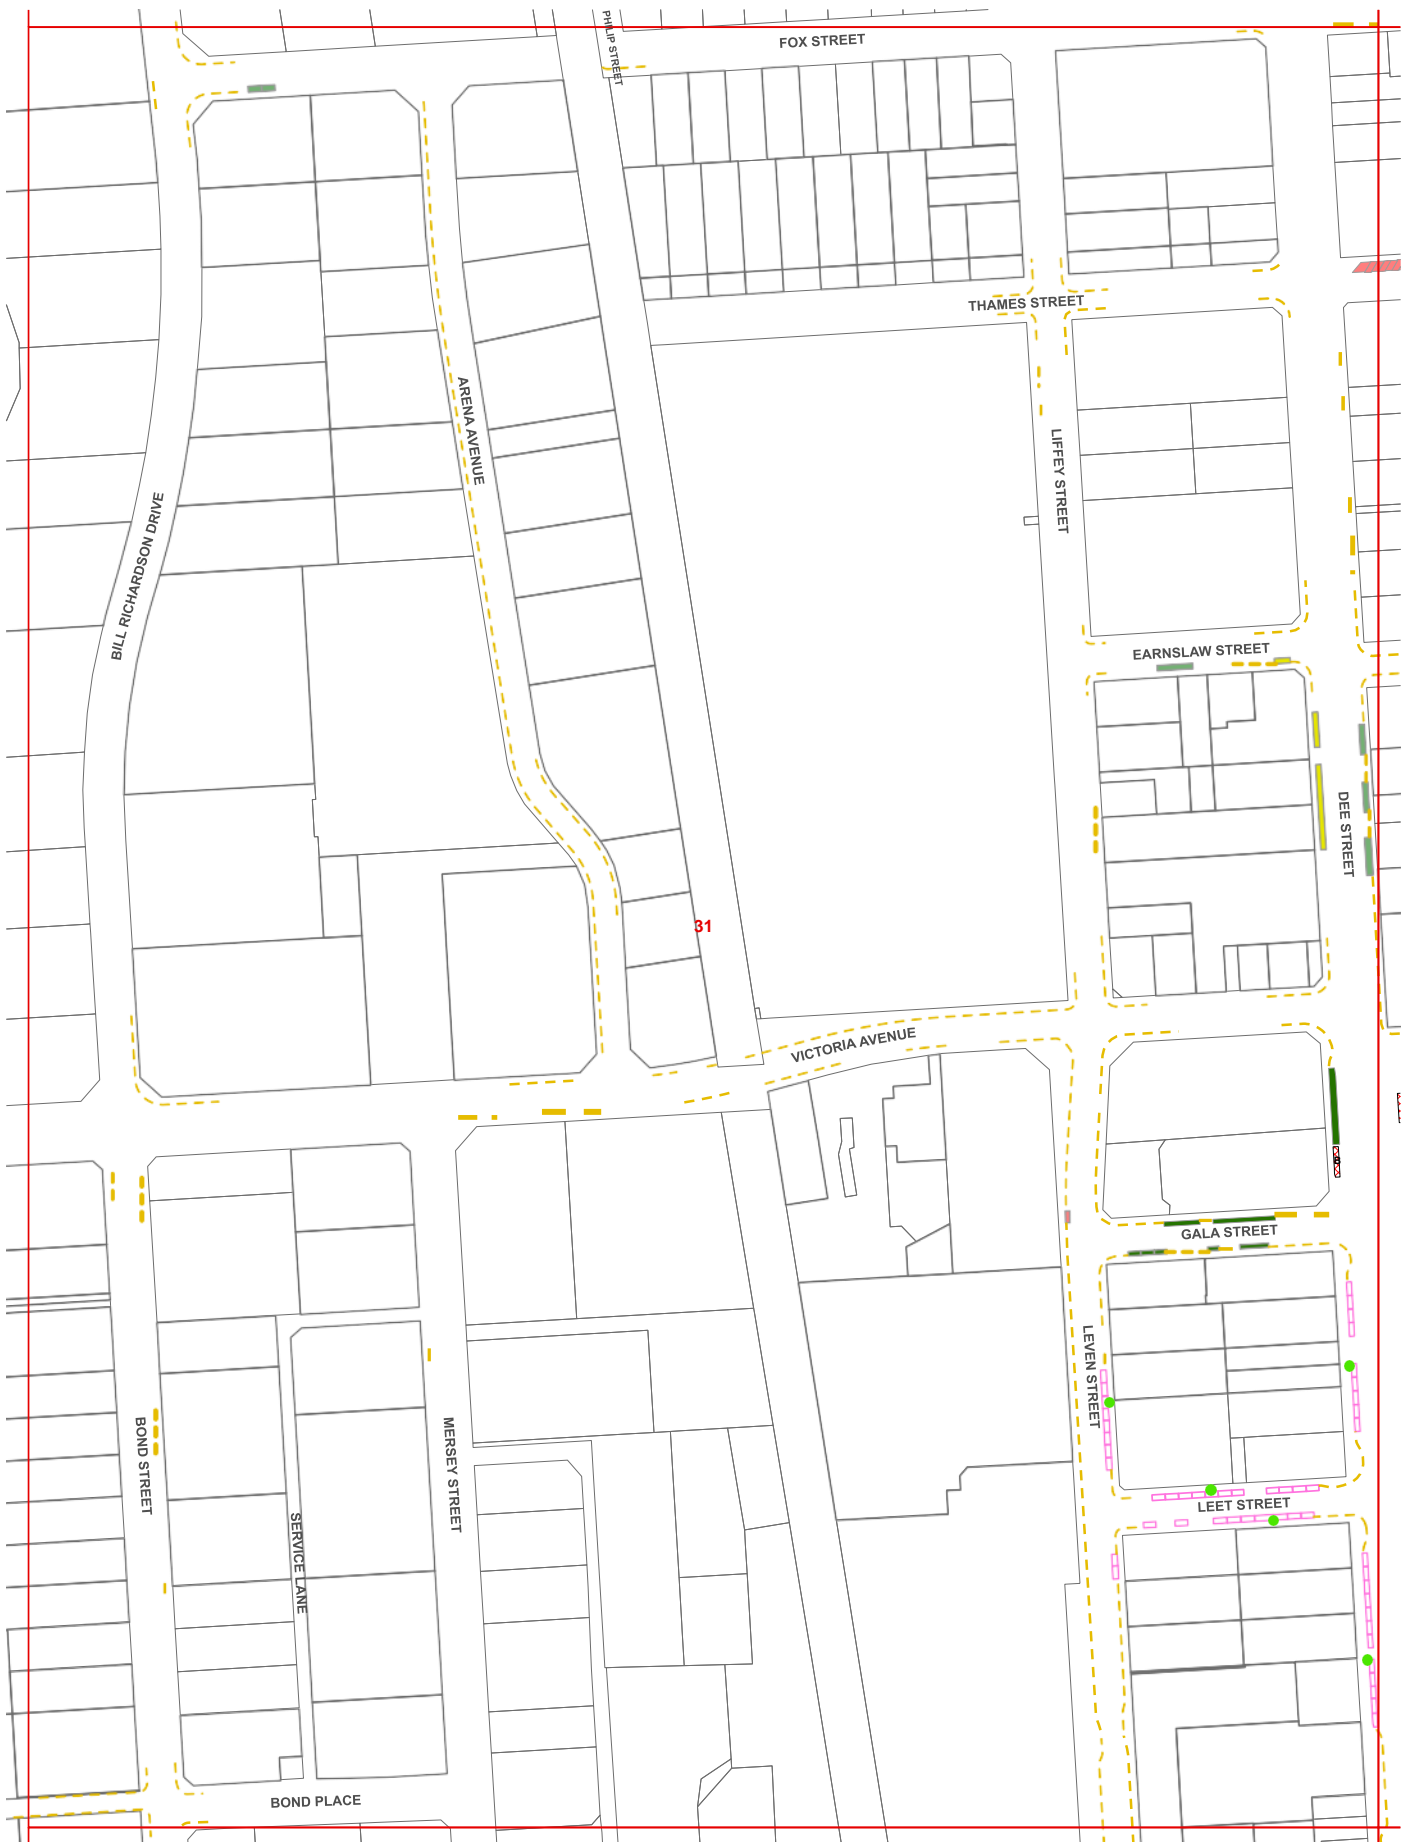 PHILIP STREET
FOX STREET
THAMES STREET
ARENA AVENUE
LIFFEY STREET
BILL RICHARDSON DRIVE
EARNSLAW STREET
DEE STREET
31
VICTORIA AVENUE
GALA STREET
LEVEN STREET
BOND STREET
MERSEY STREET
LEET STREET
SERVICE LANE
BOND PLACE